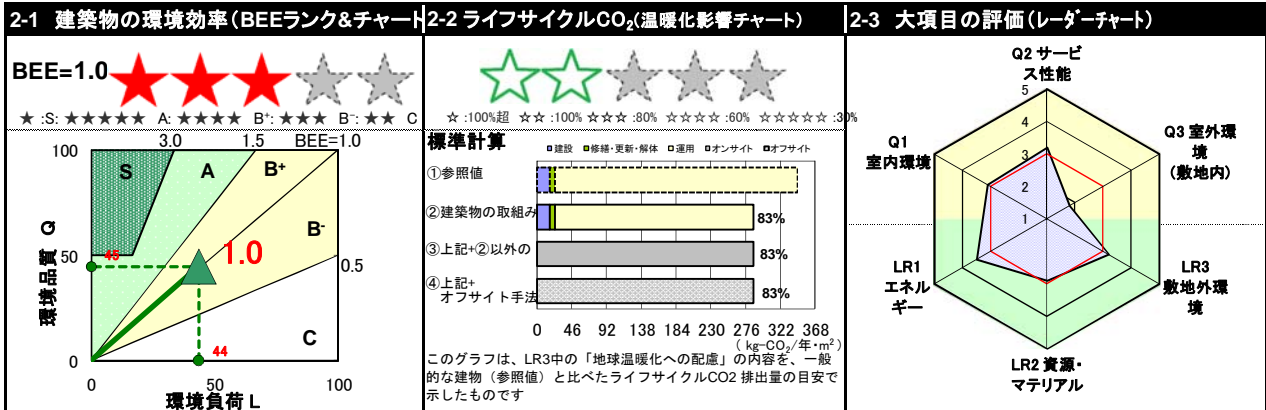 2-1 建築物の環境効率(BEEランク&チャート
BEE=1.0
★ :S: ★★★★★ A: ★★★★ B⁺: ★★★ B⁻: ★★ C
3.0 1.5 BEE=1.0
100
S
A
B⁺
B⁻
C
1.0
45
50
0.5
44
0
0 50 100
環境品質 Q
環境負荷 L
2-2 ライフサイクルCO₂(温暖化影響チャート)
☆ :100%超 ☆☆ :100% ☆☆☆ :80% ☆☆☆☆ :60% ☆☆☆☆☆ :30%
標準計算
建設 修繕・更新・解体 運用 オンサイト オフサイト
①参照値
②建築物の取組み
83%
③上記+②以外の
83%
④上記+
オフサイト手法
83%
0 46 92 138 184 230 276 322 368
( kg-CO₂/年・m² )
このグラフは、LR3中の「地球温暖化への配慮」の内容を、一般
的な建物(参照値)と比べたライフサイクルCO2 排出量の目安で
示したものです
2-3 大項目の評価(レーダーチャート)
Q2 サービ
ス性能
5
4
3
2
1
Q1
室内環境
Q3 室外環
境
(敷地内)
LR1
エネル
ギー
LR3
敷地外環
境
LR2 資源・
マテリアル